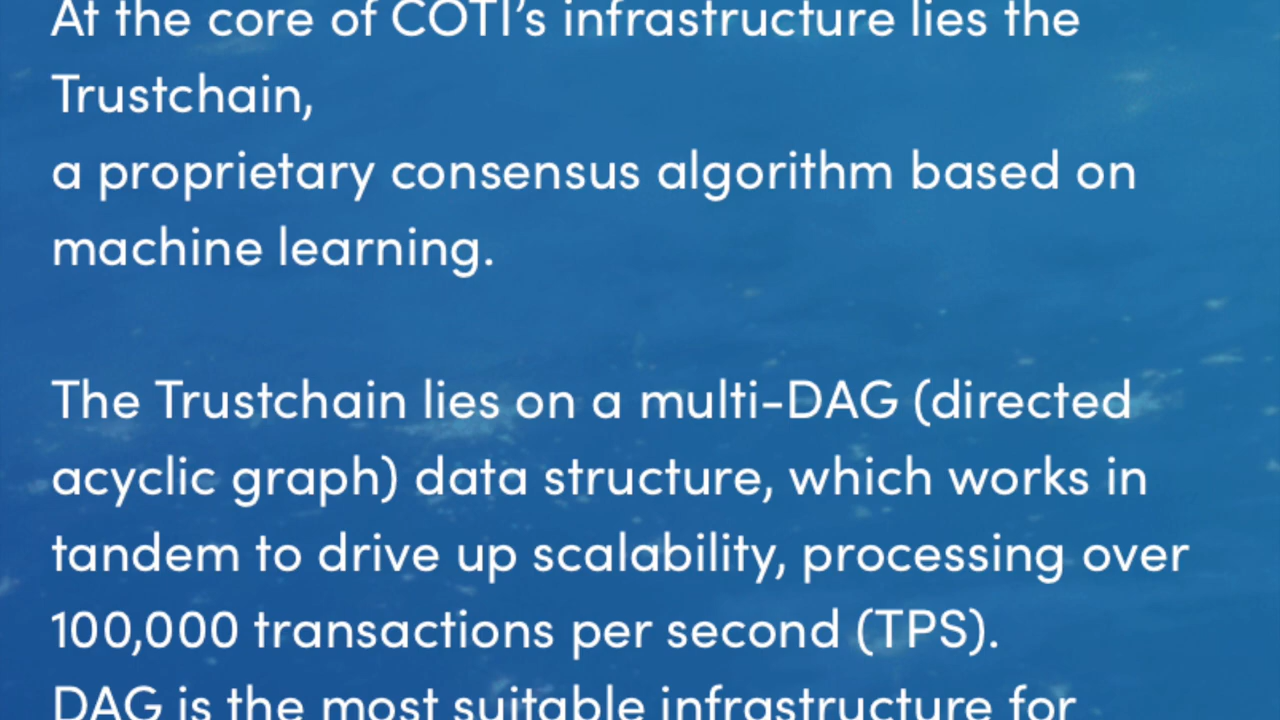 At the core of COTI’s infrastructure lies the
Trustchain,
a proprietary consensus algorithm based on
machine learning.
The Trustchain lies on a multi-DAG (directed
acyclic graph) data structure, which works in
tandem to drive up scalability, processing over
100,000 transactions per second (TPS).
DAG is the most suitable infrastructure for